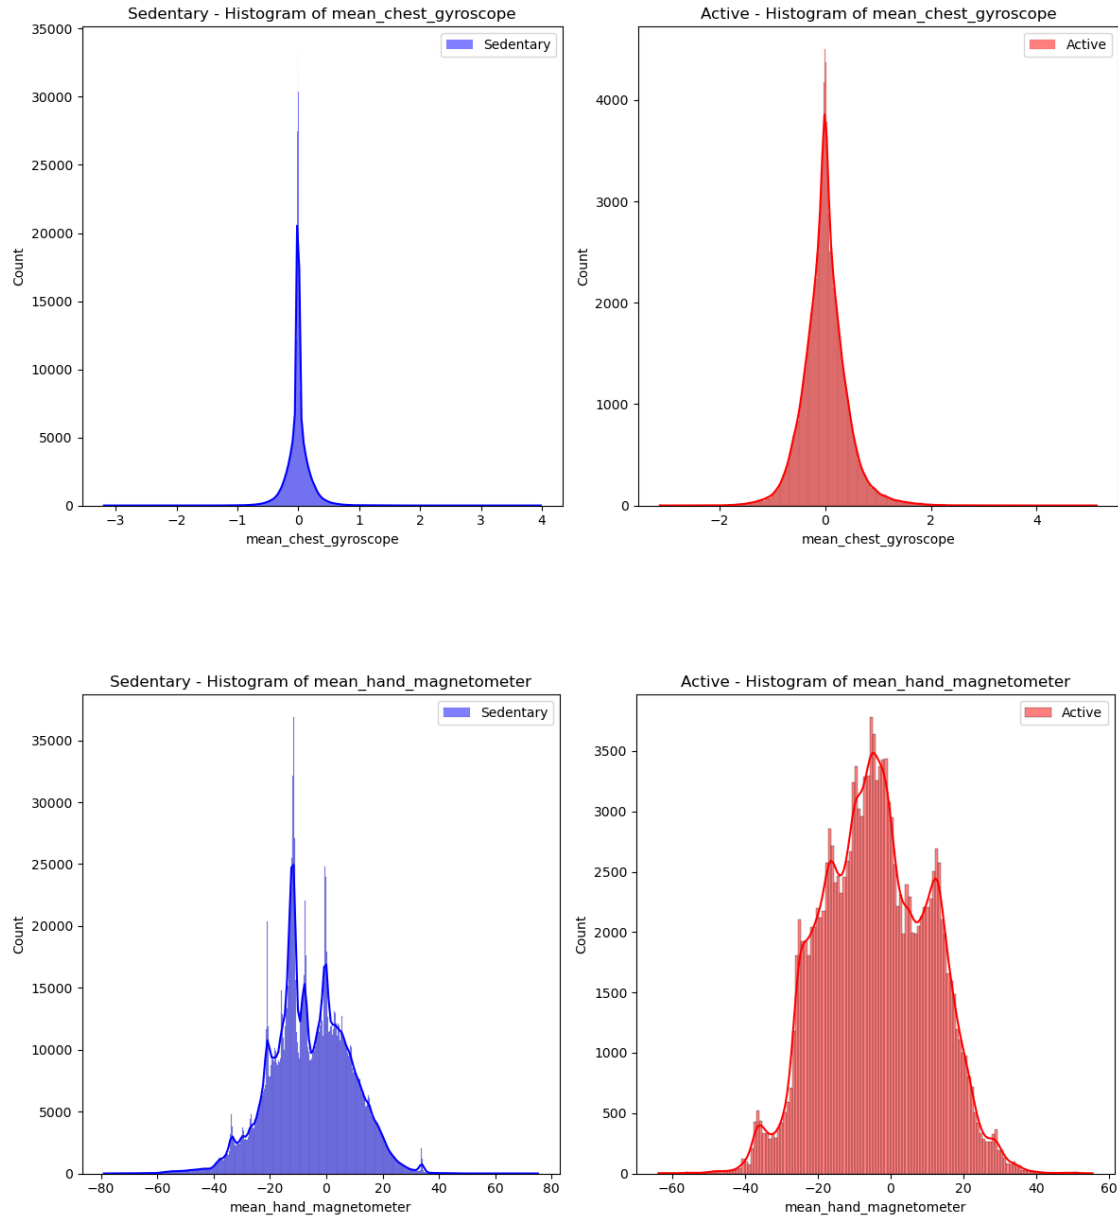 Sedentary - Histogram of mean_chest_gyroscope
Sedentary
35000
30000
25000
20000
15000
10000
5000
0
Count
−3 −2 −1 0 1 2 3 4
mean_chest_gyroscope
Active - Histogram of mean_chest_gyroscope
Active
4000
3000
2000
1000
0
Count
−2 0 2 4
mean_chest_gyroscope
Sedentary - Histogram of mean_hand_magnetometer
Sedentary
35000
30000
25000
20000
15000
10000
5000
0
Count
−80 −60 −40 −20 0 20 40 60 80
mean_hand_magnetometer
Active - Histogram of mean_hand_magnetometer
Active
3500
3000
2500
2000
1500
1000
500
0
Count
−60 −40 −20 0 20 40 60
mean_hand_magnetometer